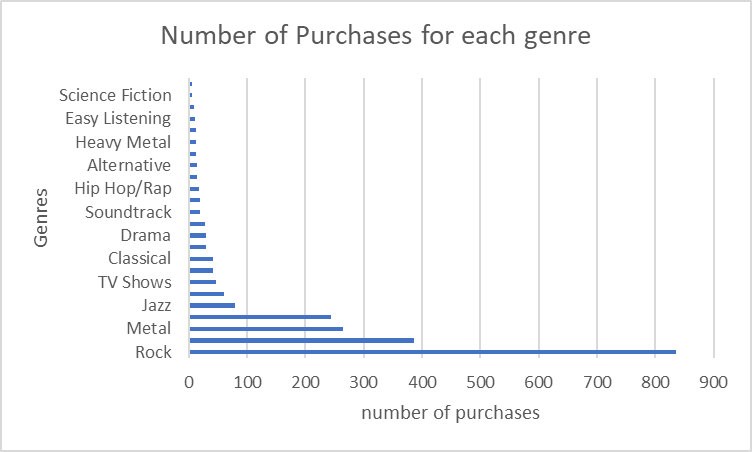 Number of Purchases for each genre
Genres
Science Fiction
Easy Listening
Heavy Metal
Alternative
Hip Hop/Rap
Soundtrack
Drama
Classical
TV Shows
Jazz
Metal
Rock
0 100 200 300 400 500 600 700 800 900
number of purchases